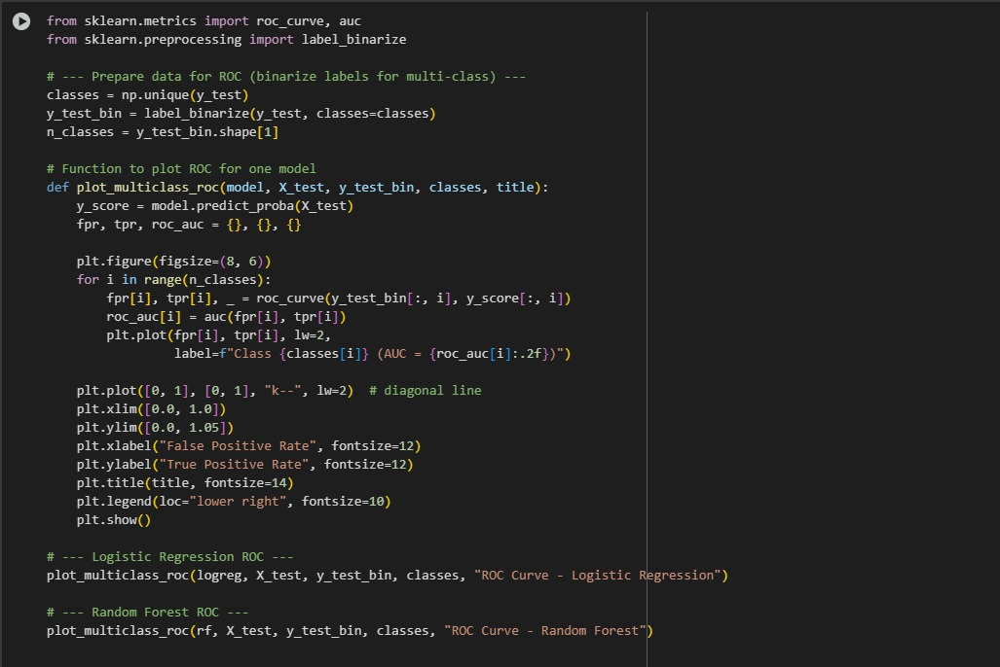 from sklearn.metrics import roc_curve, auc
from sklearn.preprocessing import label_binarize

# --- Prepare data for ROC (binarize labels for multi-class) ---
classes = np.unique(y_test)
y_test_bin = label_binarize(y_test, classes=classes)
n_classes = y_test_bin.shape[1]

# Function to plot ROC for one model
def plot_multiclass_roc(model, X_test, y_test_bin, classes, title):
    y_score = model.predict_proba(X_test)
    fpr, tpr, roc_auc = {}, {}, {}

    plt.figure(figsize=(8, 6))
    for i in range(n_classes):
        fpr[i], tpr[i], _ = roc_curve(y_test_bin[:, i], y_score[:, i])
        roc_auc[i] = auc(fpr[i], tpr[i])
        plt.plot(fpr[i], tpr[i], lw=2,
                 label=f"Class {classes[i]} (AUC = {roc_auc[i]:.2f})")

    plt.plot([0, 1], [0, 1], "k--", lw=2)  # diagonal line
    plt.xlim([0.0, 1.0])
    plt.ylim([0.0, 1.05])
    plt.xlabel("False Positive Rate", fontsize=12)
    plt.ylabel("True Positive Rate", fontsize=12)
    plt.title(title, fontsize=14)
    plt.legend(loc="lower right", fontsize=10)
    plt.show()

# --- Logistic Regression ROC ---
plot_multiclass_roc(logreg, X_test, y_test_bin, classes, "ROC Curve - Logistic Regression")

# --- Random Forest ROC ---
plot_multiclass_roc(rf, X_test, y_test_bin, classes, "ROC Curve - Random Forest")